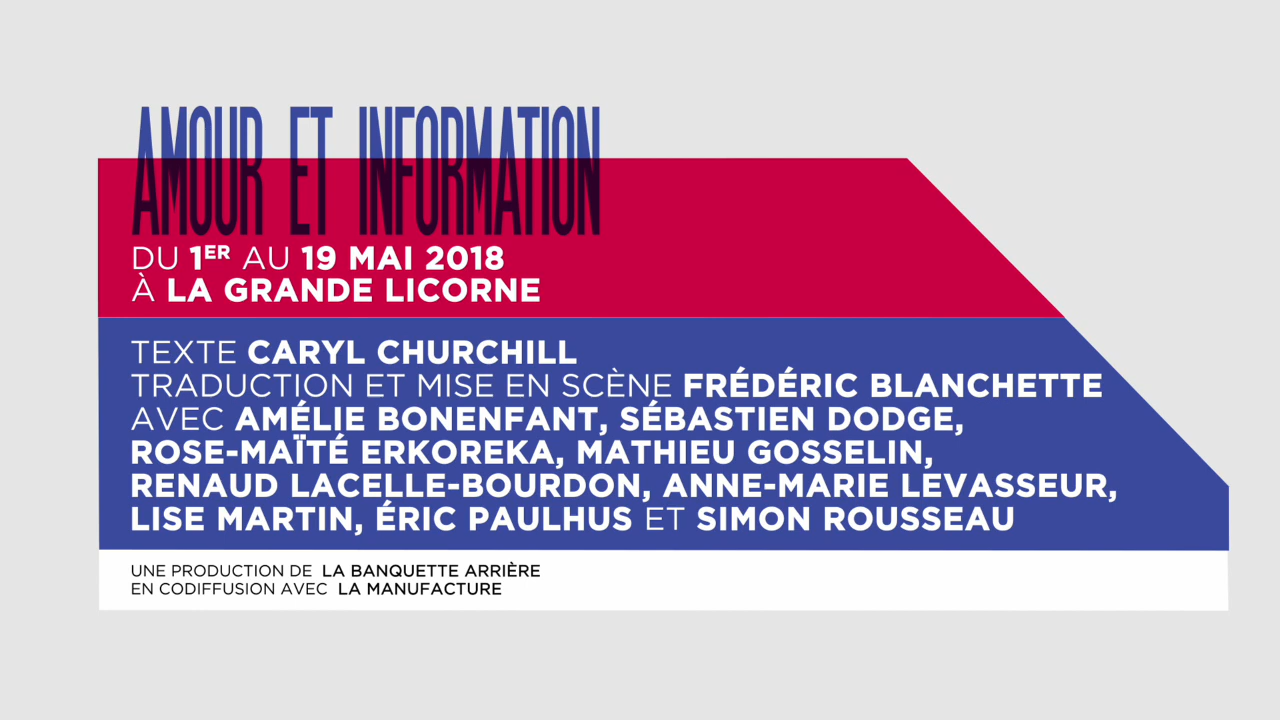 AMOUR ET INFORMATION
DU 1ER AU 19 MAI 2018
À LA GRANDE LICORNE
TEXTE CARYL CHURCHILL
TRADUCTION ET MISE EN SCÈNE FRÉDÉRIC BLANCHETTE
AVEC AMÉLIE BONENFANT, SÉBASTIEN DODGE,
ROSE-MAÏTÉ ERKOREKA, MATHIEU GOSSELIN,
RENAUD LACELLE-BOURDON, ANNE-MARIE LEVASSEUR,
LISE MARTIN, ÉRIC PAULHUS ET SIMON ROUSSEAU
UNE PRODUCTION DE LA BANQUETTE ARRIÈRE
EN CODIFFUSION AVEC LA MANUFACTURE